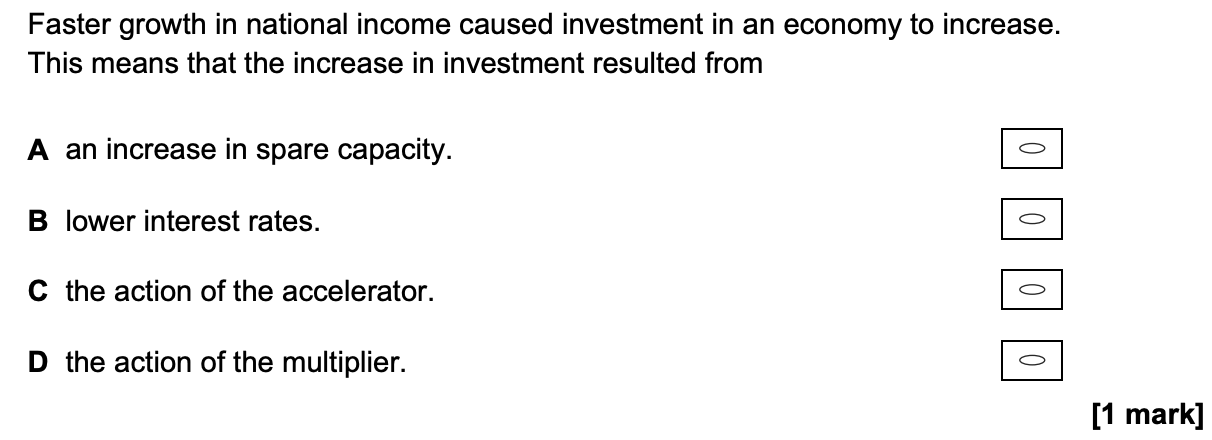 Faster growth in national income caused investment in an economy to increase.
This means that the increase in investment resulted from
A an increase in spare capacity.
B lower interest rates.
C the action of the accelerator.
D the action of the multiplier.
[1 mark]